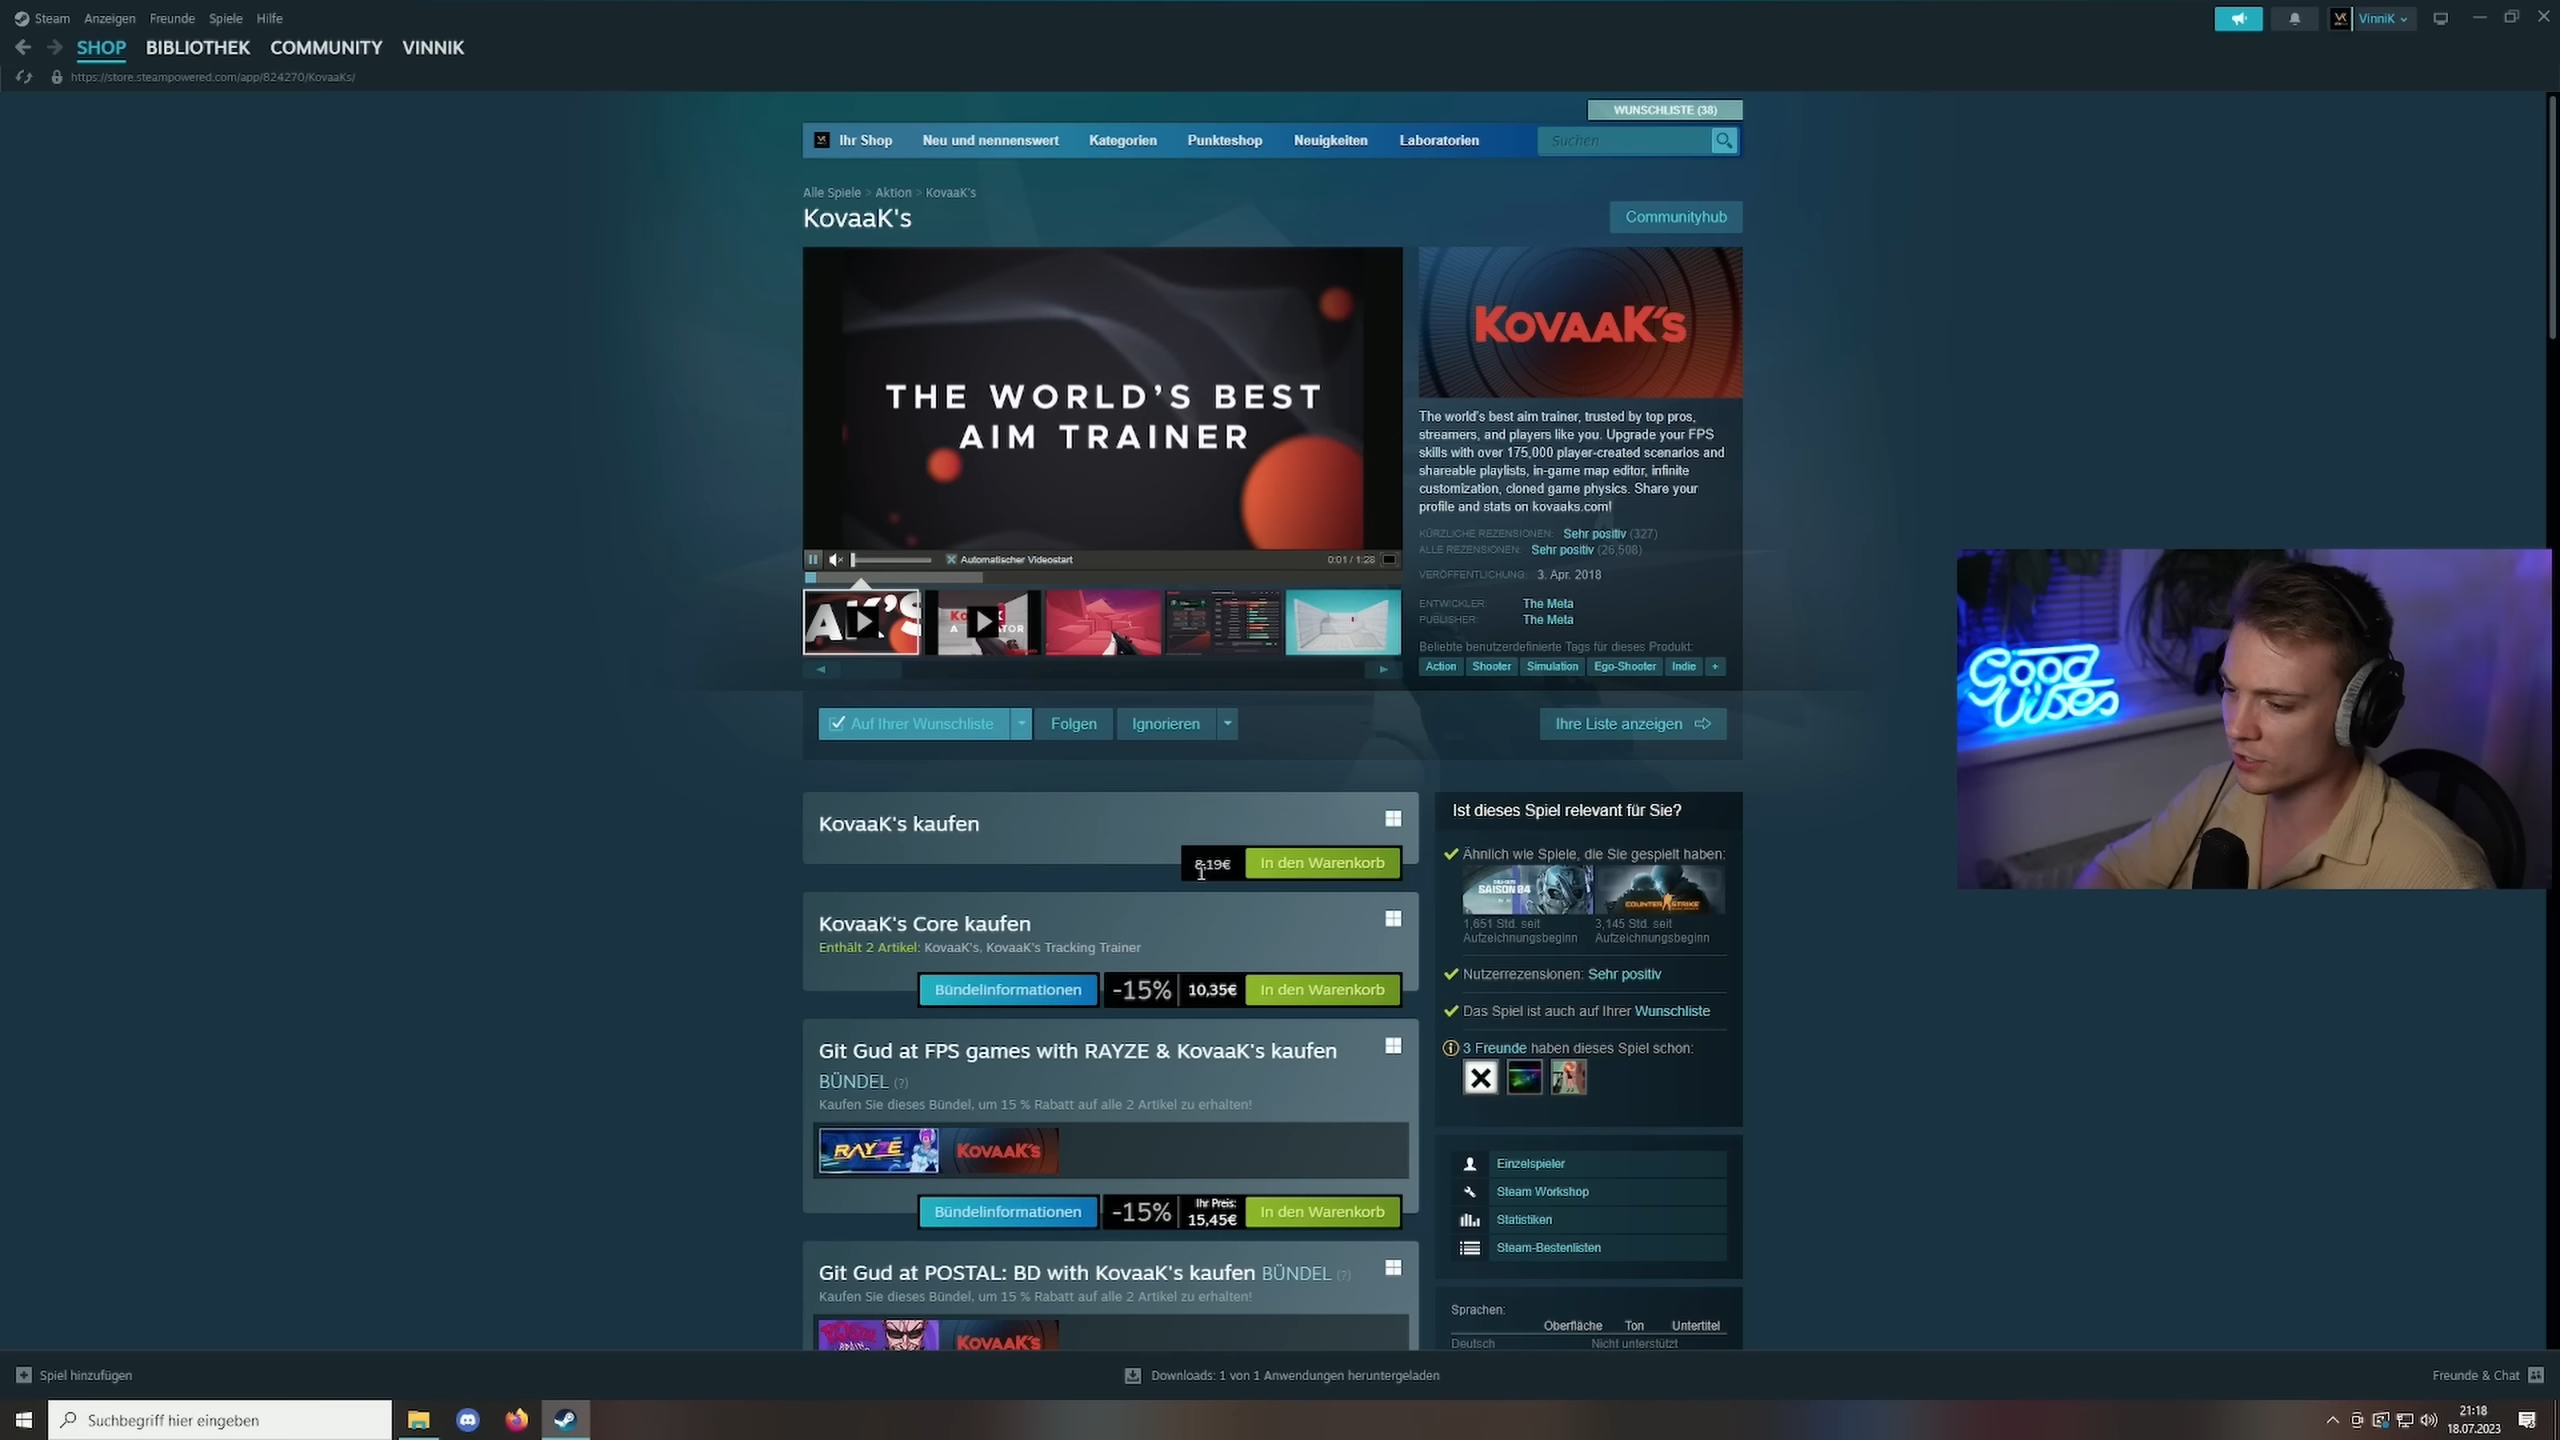 Steam Anzeigen Freunde Spiele Hilfe
VinniK
SHOP BIBLIOTHEK COMMUNITY VINNIK
https://store.steampowered.com/app/824270/KovaaKs/
WUNSCHLISTE (38)
Ihr Shop Neu und nennenswert Kategorien Punkteshop Neuigkeiten Laboratorien Suchen
Alle Spiele > Aktion > KovaaK's
KovaaK's
Communityhub
THE WORLD'S BEST
AIM TRAINER
Automatischer Videostart 0:01 / 1:28
KOVAAK'S
The world's best aim trainer, trusted by top pros,
streamers, and players like you. Upgrade your FPS
skills with over 175,000 player-created scenarios and
shareable playlists, in-game map editor, infinite
customization, cloned game physics. Share your
profile and stats on kovaaks.com!
KÜRZLICHE REZENSIONEN: Sehr positiv (327)
ALLE REZENSIONEN: Sehr positiv (26,508)
VERÖFFENTLICHUNG: 3. Apr. 2018
ENTWICKLER: The Meta
PUBLISHER: The Meta
Beliebte benutzerdefinierte Tags für dieses Produkt:
Action Shooter Simulation Ego-Shooter Indie +
Auf Ihrer Wunschliste Folgen Ignorieren Ihre Liste anzeigen
Good
Vibes
KovaaK's kaufen
8,19€ In den Warenkorb
KovaaK's Core kaufen
Enthält 2 Artikel: KovaaK's, KovaaK's Tracking Trainer
Bündelinformationen -15% 10,35€ In den Warenkorb
Git Gud at FPS games with RAYZE & KovaaK's kaufen
BÜNDEL (?)
Kaufen Sie dieses Bündel, um 15 % Rabatt auf alle 2 Artikel zu erhalten!
RAYZE KOVAAK'S
Bündelinformationen -15% Ihr Preis: 15,45€ In den Warenkorb
Git Gud at POSTAL: BD with KovaaK's kaufen BÜNDEL (?)
Kaufen Sie dieses Bündel, um 15 % Rabatt auf alle 2 Artikel zu erhalten!
KOVAAK'S
Ist dieses Spiel relevant für Sie?
Ähnlich wie Spiele, die Sie gespielt haben:
SAISON 04 COUNTER STRIKE
1,651 Std. seit Aufzeichnungsbeginn
3,145 Std. seit Aufzeichnungsbeginn
Nutzerrezensionen: Sehr positiv
Das Spiel ist auch auf Ihrer Wunschliste
3 Freunde haben dieses Spiel schon:
Einzelspieler
Steam Workshop
Statistiken
Steam-Bestenlisten
Sprachen:
Oberfläche Ton Untertitel
Deutsch Nicht unterstützt
Spiel hinzufügen Downloads: 1 von 1 Anwendungen heruntergeladen Freunde & Chat
Suchbegriff hier eingeben
21:18
18.07.2023